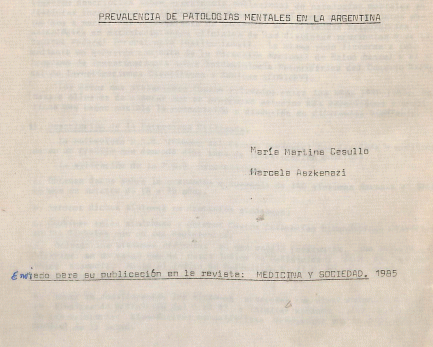 PREVALENCIA DE PATOLOGIAS MENTALES EN LA ARGENTINA
María Martina Casullo
Marcela Aszkenazi
Enviado para su publicación en la revista: MEDICINA Y SOCIEDAD, 1985